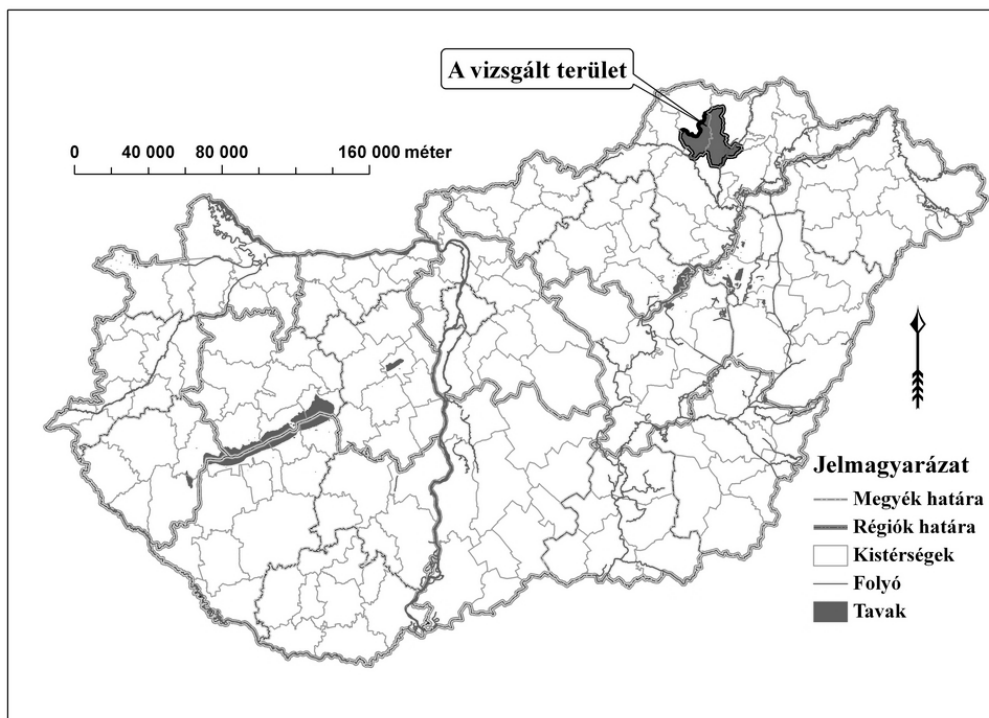 A vizsgált terület
0 40 000 80 000 160 000 méter
Jelmagyarázat
Megyék határa
Régiók határa
Kistérségek
Folyó
Tavak